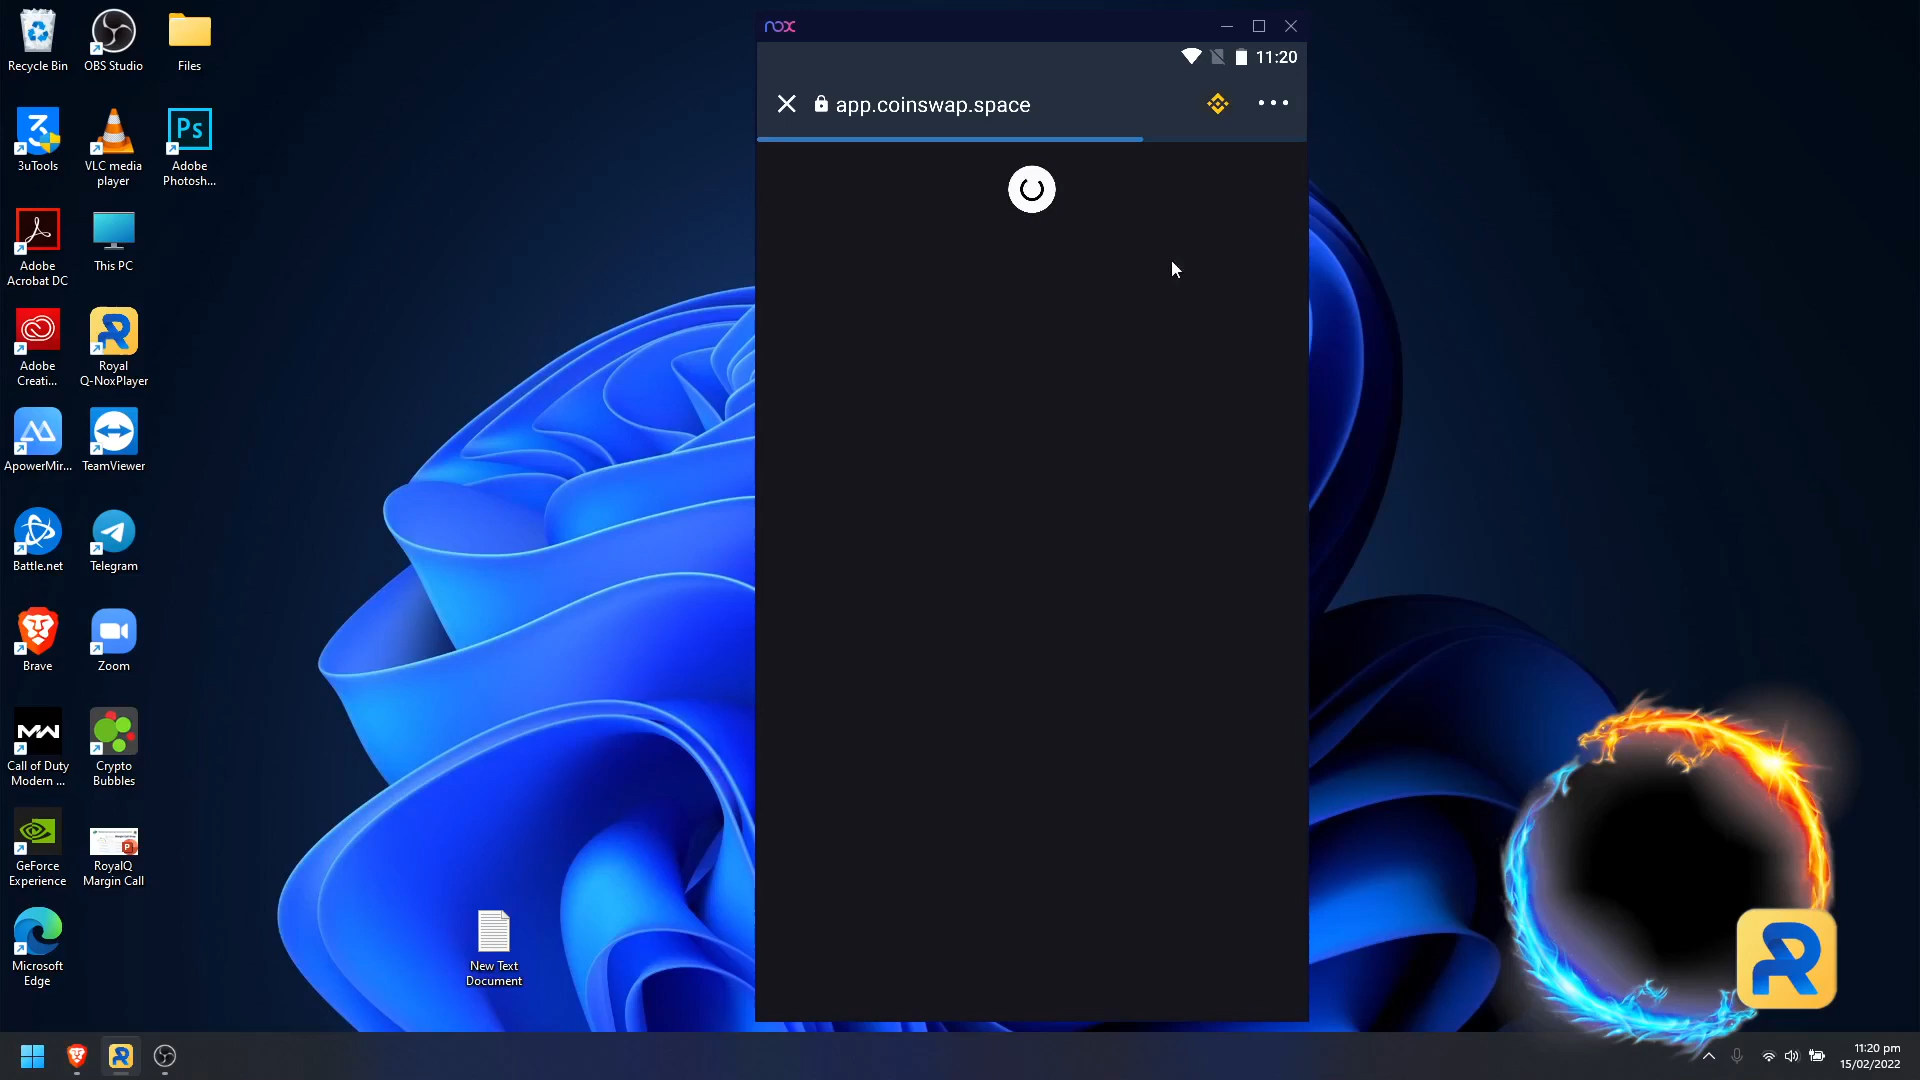 Recycle Bin
OBS Studio
Files
3uTools
VLC media
player
Ps
Adobe
Photosh...
Adobe
Acrobat DC
This PC
Adobe
Creati...
Royal
Q-NoxPlayer
ApowerMir...
TeamViewer
Battle.net
Telegram
Brave
Zoom
MW
Call of Duty
Modern ...
Crypto
Bubbles
GeForce
Experience
RoyalQ
Margin Call
Microsoft
Edge
New Text
Document
nox
11:20
app.coinswap.space
11:20 pm
15/02/2022